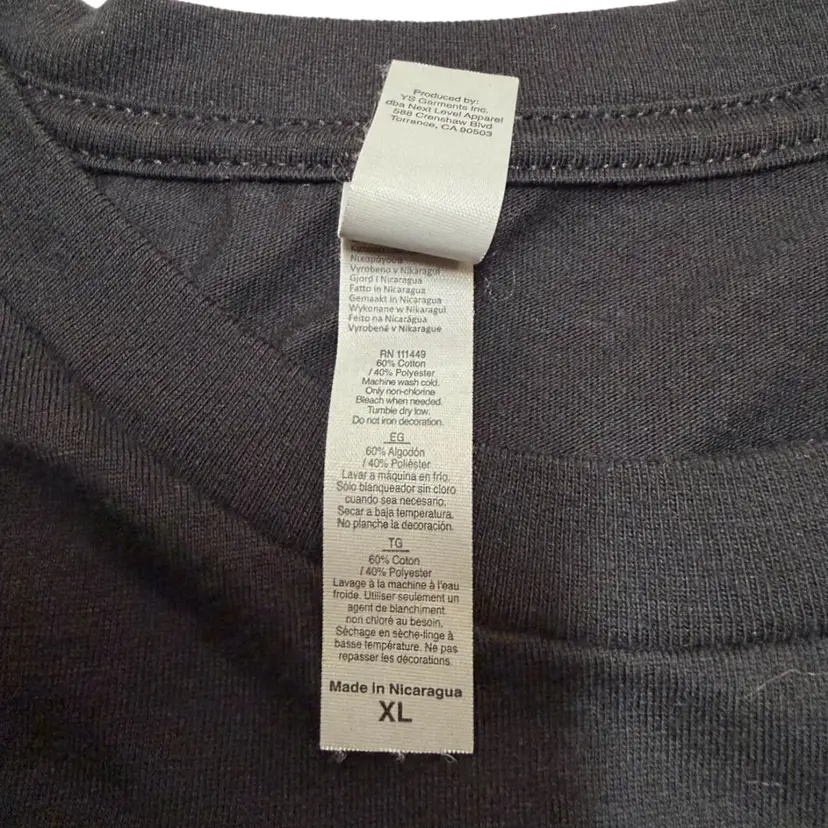 Produced by:
YS Garments Inc.
dba Next Level Apparel
588 Crenshaw Blvd
Torrance, CA 90503
Νικαράγουα
Vyrobeno v Nikaragui
Gjord i Nicaragua
Fatto in Nicaragua
Gemaakt in Nicaragua
Wykonane w Nikaragui
Feito na Nicarágua
Vyrobené v Nikarague
RN 111449
60% Cotton
/ 40% Polyester
Machine wash cold.
Only non-chlorine
Bleach when needed.
Tumble dry low.
Do not iron decoration.
EG
60% Algodón
/ 40% Poliéster
Lavar a máquina en frío.
Sólo blanqueador sin cloro
cuando sea necesario.
Secar a baja temperatura.
No planche la decoración.
TG
60% Coton
/ 40% Polyester
Lavage à la machine à l'eau
froide. Utiliser seulement un
agent de blanchiment
non chloré au besoin.
Séchage en sèche-linge à
basse température. Ne pas
repasser les décorations.
Made in Nicaragua
XL